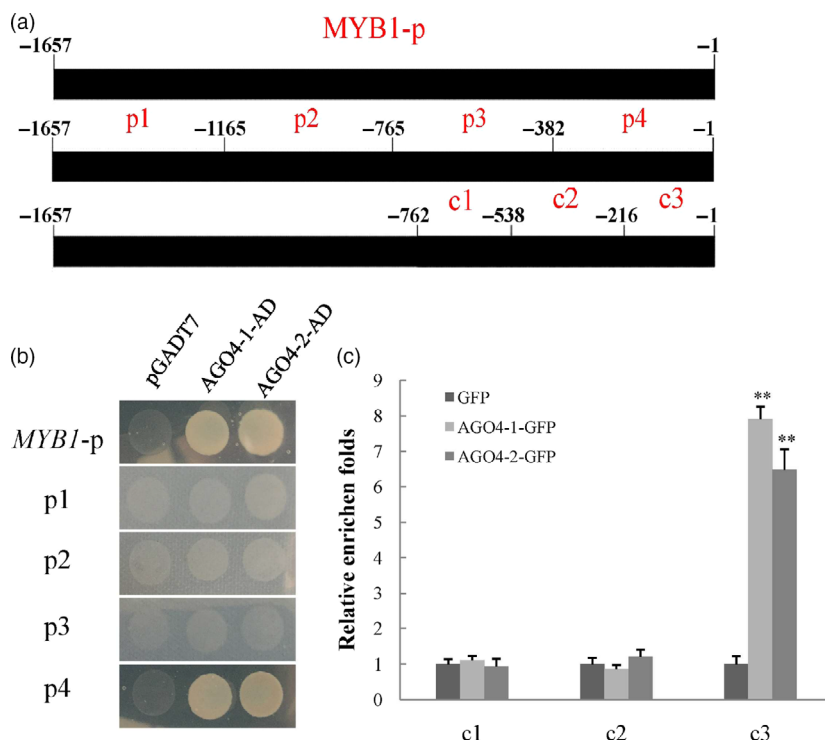 (a)
MYB1-p
−1657 −1
p1 p2 p3 p4
−1657 −1165 −765 −382 −1
c1 c2 c3
−1657 −762 −538 −216 −1
(b)
pGADT7 AGO4-1-AD AGO4-2-AD
MYB1-p
p1
p2
p3
p4
(c)
Relative enrichen folds
9
8
7
6
5
4
3
2
1
0
GFP
AGO4-1-GFP
AGO4-2-GFP
**
**
c1 c2 c3